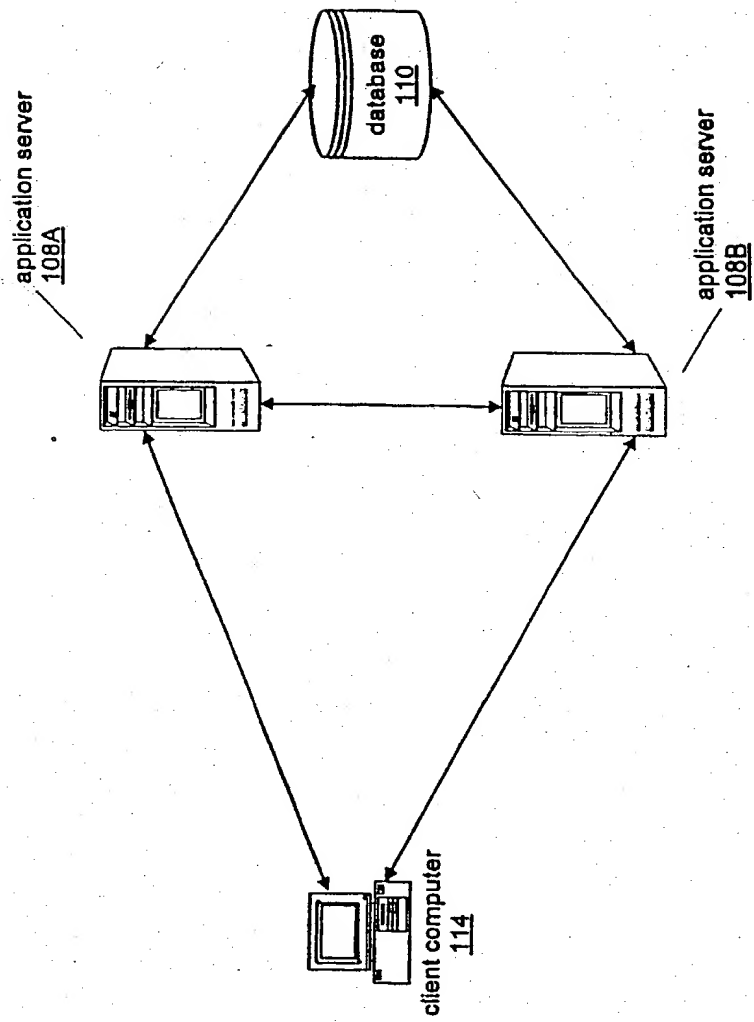 application server
108A
database
110
application server
108B
client computer
114